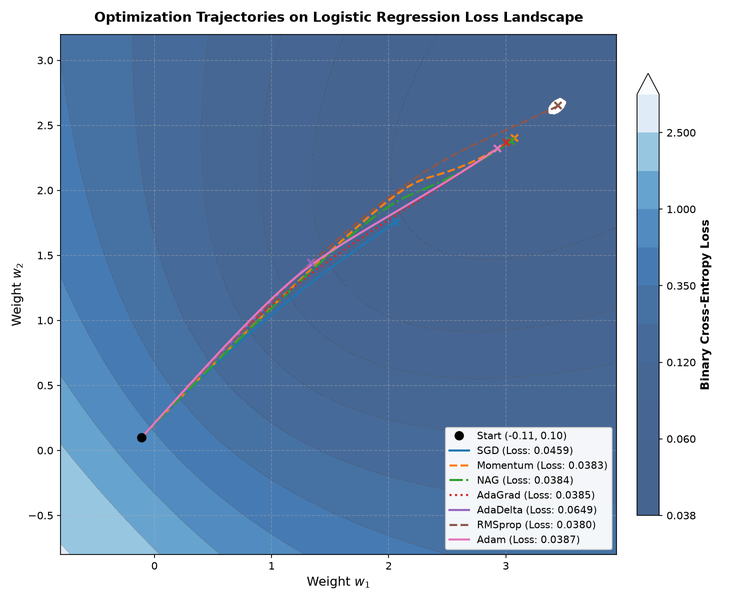 Optimization Trajectories on Logistic Regression Loss Landscape
3.0
2.5
2.0
1.5
1.0
0.5
0.0
−0.5
0
1
2
3
Weight w₁
Weight w₂
Start (-0.11, 0.10)
SGD (Loss: 0.0459)
Momentum (Loss: 0.0383)
NAG (Loss: 0.0384)
AdaGrad (Loss: 0.0385)
AdaDelta (Loss: 0.0649)
RMSprop (Loss: 0.0380)
Adam (Loss: 0.0387)
2.500
1.000
0.350
0.120
0.060
0.038
Binary Cross-Entropy Loss